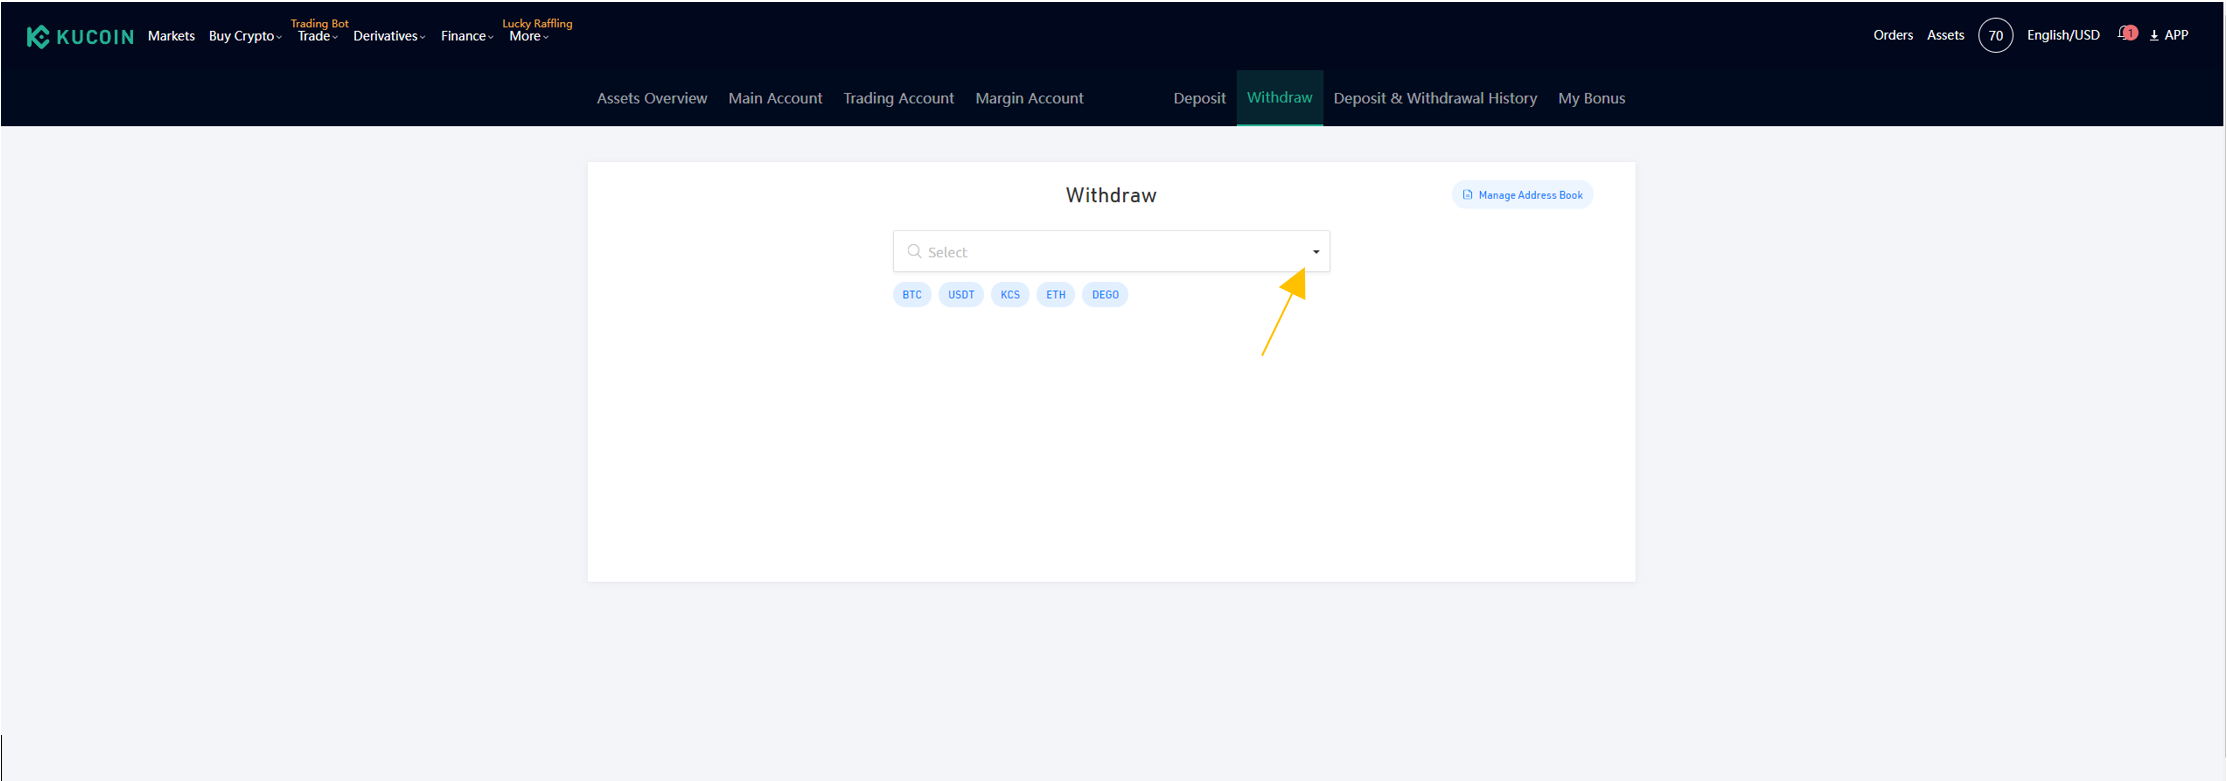 Trading Bot Lucky Raffling
KUCOIN Markets Buy Crypto Trade Derivatives Finance More Orders Assets 70 English/USD 1 APP
Assets Overview Main Account Trading Account Margin Account Deposit Withdraw Deposit & Withdrawal History My Bonus
Withdraw Manage Address Book
Select
BTC USDT KCS ETH DEGO